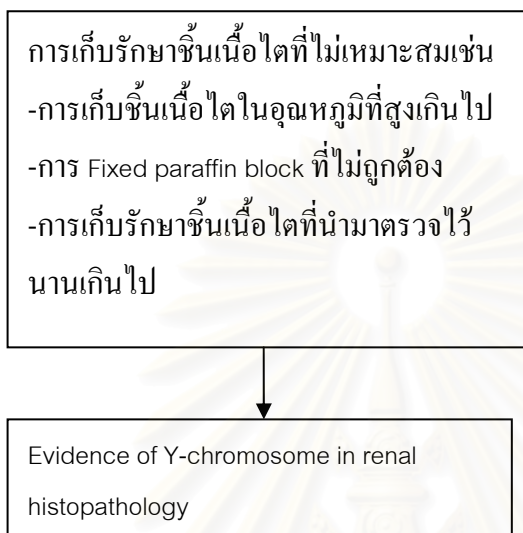 การเก็บรักษาชิ้นเนื้อไตที่ไม่เหมาะสมเช่น
-การเก็บชิ้นเนื้อไตในอุณหภูมิที่สูงเกินไป
-การ Fixed paraffin block ที่ไม่ถูกต้อง
-การเก็บรักษาชิ้นเนื้อไตที่นำมาตรวจไว้
นานเกินไป
Evidence of Y-chromosome in renal
histopathology